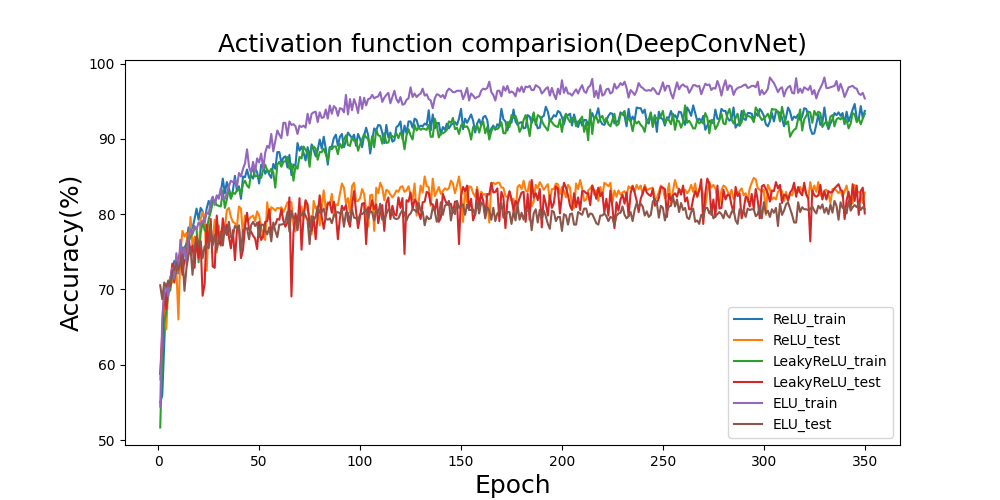 Activation function comparision(DeepConvNet)
Accuracy(%)
100
90
80
70
60
50
0 50 100 150 200 250 300 350
Epoch
ReLU_train
ReLU_test
LeakyReLU_train
LeakyReLU_test
ELU_train
ELU_test